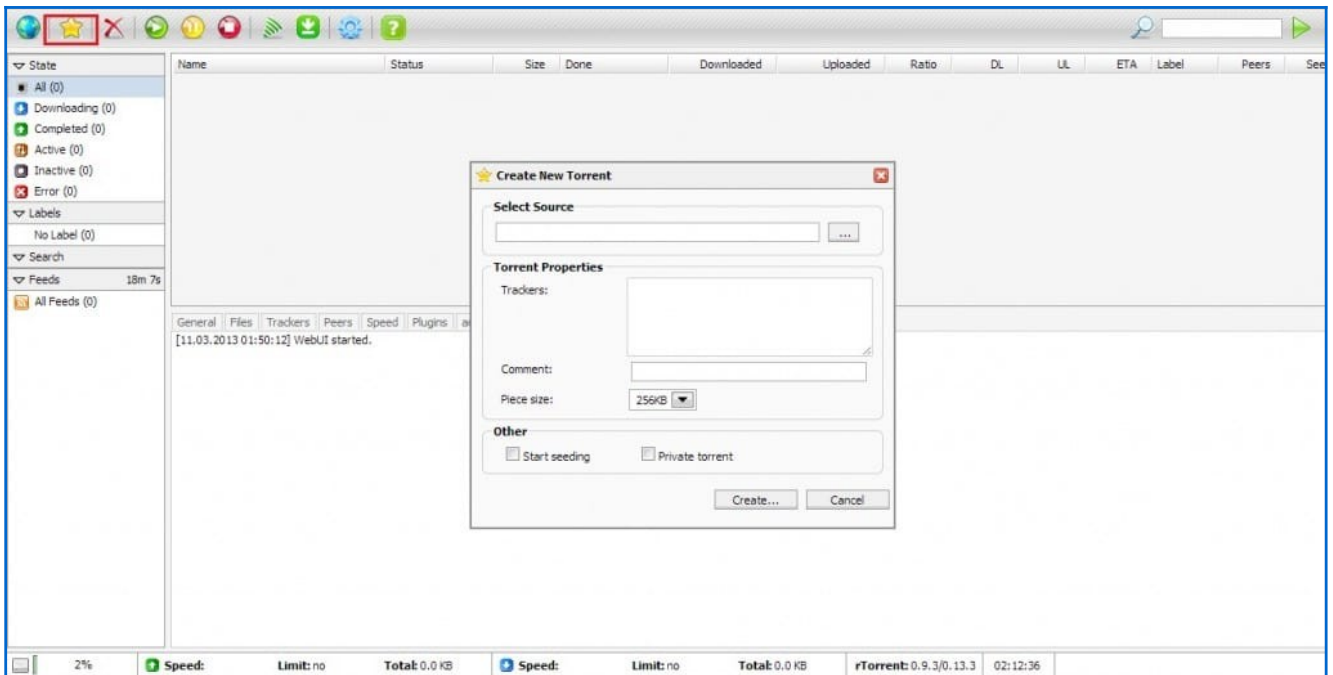 State
All (0)
Downloading (0)
Completed (0)
Active (0)
Inactive (0)
Error (0)
Labels
No Label (0)
Search
Feeds 18m 7s
All Feeds (0)
Name Status Size Done Downloaded Uploaded Ratio DL UL ETA Label Peers See
Create New Torrent
Select Source
...
Torrent Properties
Trackers:
Comment:
Piece size: 256KB
Other
Start seeding Private torrent
Create... Cancel
General Files Trackers Peers Speed Plugins
[11.03.2013 01:50:12] WebUI started.
2% Speed: Limit: no Total: 0.0 KB Speed: Limit: no Total: 0.0 KB rTorrent: 0.9.3/0.13.3 02:12:36